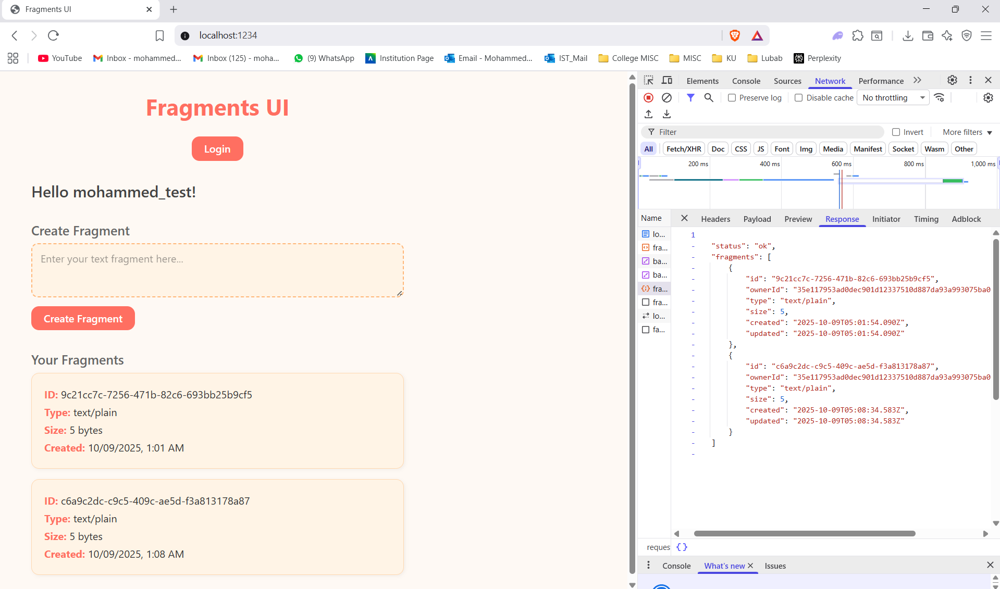 Fragments UI
localhost:1234
YouTube
Inbox - mohammed...
Inbox (125) - moha...
(9) WhatsApp
Institution Page
Email - Mohammed...
IST_Mail
College MISC
MISC
KU
Lubab
Perplexity
Fragments UI
Login
Hello mohammed_test!
Create Fragment
Enter your text fragment here...
Create Fragment
Your Fragments
ID: 9c21cc7c-7256-471b-82c6-693bb25b9cf5
Type: text/plain
Size: 5 bytes
Created: 10/09/2025, 1:01 AM
ID: c6a9c2dc-c9c5-409c-ae5d-f3a813178a87
Type: text/plain
Size: 5 bytes
Created: 10/09/2025, 1:08 AM
Elements Console Sources Network Performance
Preserve log Disable cache No throttling
Filter Invert More filters
All Fetch/XHR Doc CSS JS Font Img Media Manifest Socket Wasm Other
200 ms 400 ms 600 ms 800 ms 1,000 ms
Name
Headers Payload Preview Response Initiator Timing Adblock
lo...
fra...
ba...
ba...
fra...
fra...
lo...
fa...
1
- "status": "ok",
- "fragments": [
- {
- "id": "9c21cc7c-7256-471b-82c6-693bb25b9cf5",
- "ownerId": "35e117953ad0dec901d12337510d887da93a993075ba0
- "type": "text/plain",
- "size": 5,
- "created": "2025-10-09T05:01:54.090Z",
- "updated": "2025-10-09T05:01:54.090Z"
- },
- {
- "id": "c6a9c2dc-c9c5-409c-ae5d-f3a813178a87",
- "ownerId": "35e117953ad0dec901d12337510d887da93a993075ba0
- "type": "text/plain",
- "size": 5,
- "created": "2025-10-09T05:08:34.583Z",
- "updated": "2025-10-09T05:08:34.583Z"
- }
- ]
-
reques {}
Console What's new Issues